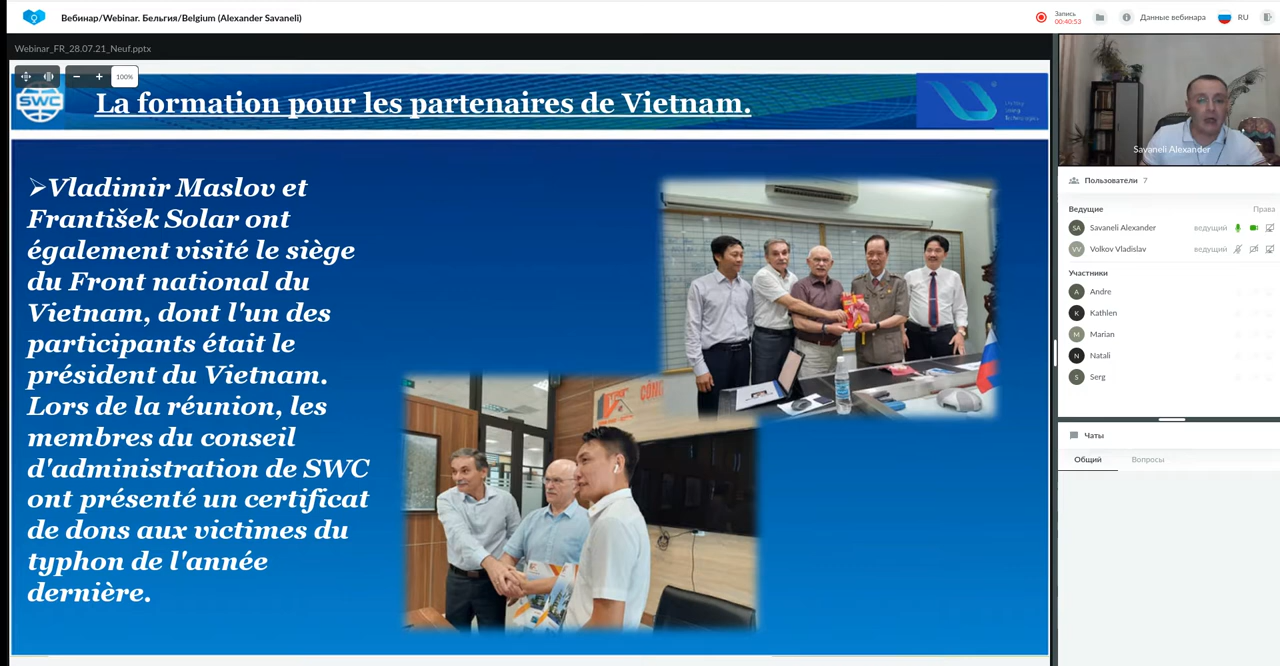 Вебинар/Webinar. Бельгия/Belgium (Alexander Savaneli)
Запись
00:40:53
Данные вебинара
RU
Webinar_FR_28.07.21_Neuf.pptx
100%
SWC
La formation pour les partenaires de Vietnam.
➢Vladimir Maslov et
František Solar ont
également visité le siège
du Front national du
Vietnam, dont l'un des
participants était le
président du Vietnam.
Lors de la réunion, les
membres du conseil
d'administration de SWC
ont présenté un certificat
de dons aux victimes du
typhon de l'année
dernière.
CÔNG
Savaneli Alexander
Пользователи 7
Ведущие Права
SA Savaneli Alexander ведущий
VV Volkov Vladislav ведущий
Участники
A Andre
K Kathlen
M Marian
N Natali
S Serg
Чаты
Общий Вопросы